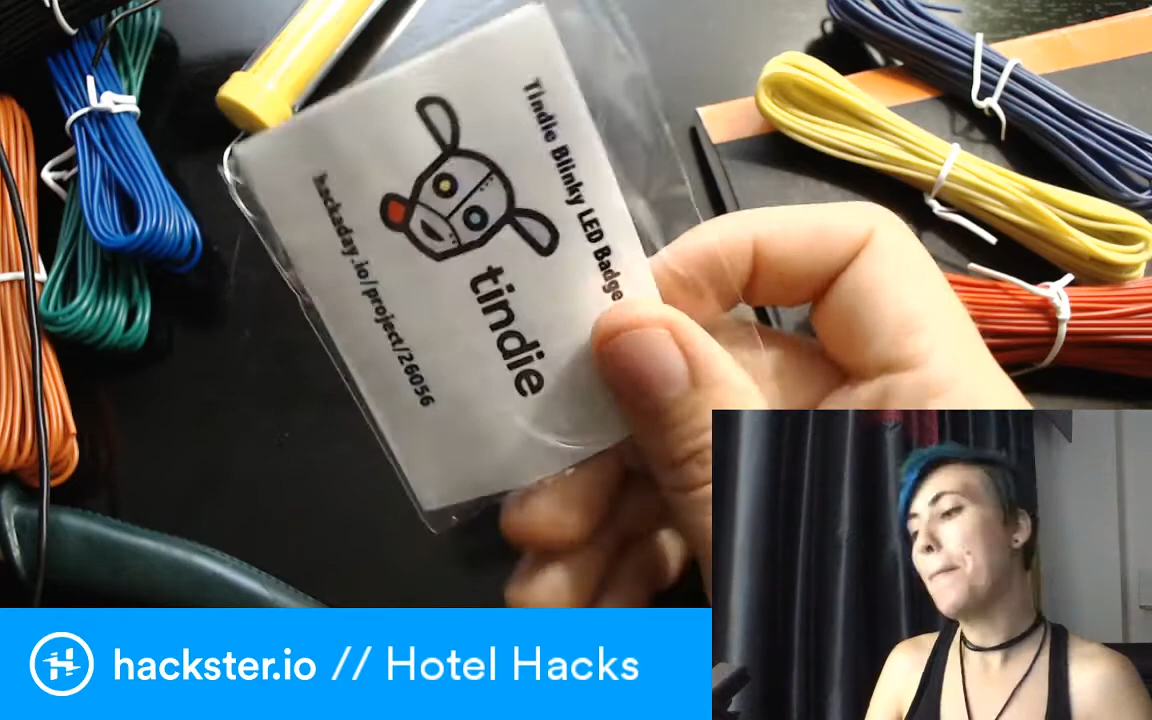 Tindie Blinky LED Badge
tindie
hackaday.io/project/26056
hackster.io // Hotel Hacks